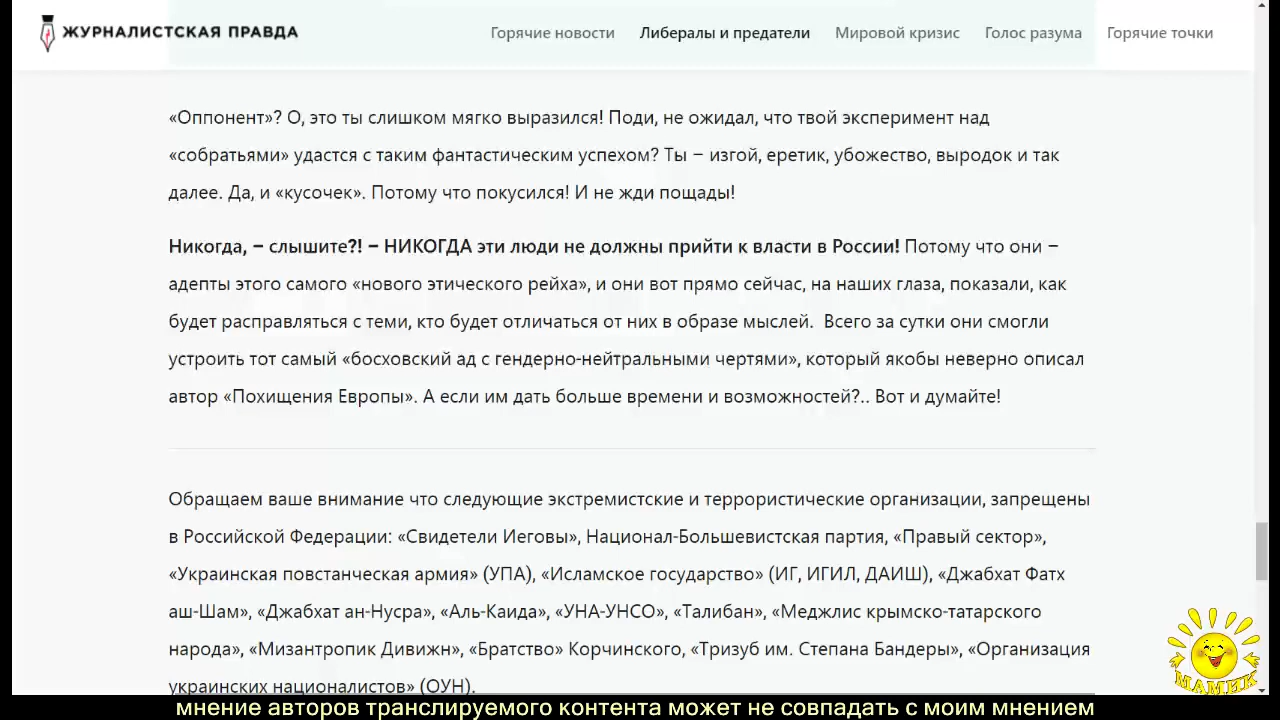 ЖУРНАЛИСТСКАЯ ПРАВДА
Горячие новости Либералы и предатели Мировой кризис Голос разума Горячие точки
«Оппонент»? О, это ты слишком мягко выразился! Поди, не ожидал, что твой эксперимент над
«собратьями» удастся с таким фантастическим успехом? Ты – изгой, еретик, убожество, выродок и так
далее. Да, и «кусочек». Потому что покусился! И не жди пощады!
Никогда, – слышите?! – НИКОГДА эти люди не должны прийти к власти в России! Потому что они –
адепты этого самого «нового этического рейха», и они вот прямо сейчас, на наших глаза, показали, как
будет расправляться с теми, кто будет отличаться от них в образе мыслей. Всего за сутки они смогли
устроить тот самый «босховский ад с гендерно-нейтральными чертями», который якобы неверно описал
автор «Похищения Европы». А если им дать больше времени и возможностей?.. Вот и думайте!
Обращаем ваше внимание что следующие экстремистские и террористические организации, запрещены
в Российской Федерации: «Свидетели Иеговы», Национал-Большевистская партия, «Правый сектор»,
«Украинская повстанческая армия» (УПА), «Исламское государство» (ИГ, ИГИЛ, ДАИШ), «Джабхат Фатх
аш-Шам», «Джабхат ан-Нусра», «Аль-Каида», «УНА-УНСО», «Талибан», «Меджлис крымско-татарского
народа», «Мизантропик Дивижн», «Братство» Корчинского, «Тризуб им. Степана Бандеры», «Организация
украинских националистов» (ОУН).
МАМИК
мнение авторов транслируемого контента может не совпадать с моим мнением